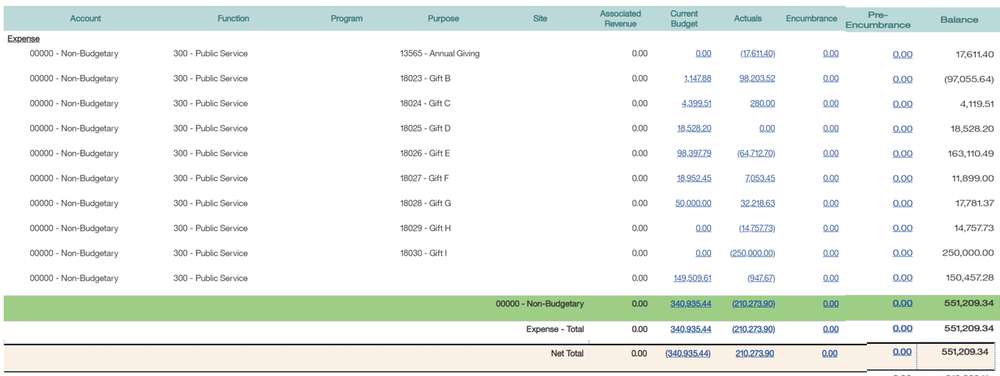 Account Function Program Purpose Site Associated Revenue Current Budget Actuals Encumbrance Pre-Encumbrance Balance
Expense
00000 - Non-Budgetary 300 - Public Service 13565 - Annual Giving 0.00 0.00 (17,611.40) 0.00 0.00 17,611.40
00000 - Non-Budgetary 300 - Public Service 18023 - Gift B 0.00 1,147.88 98,203.52 0.00 0.00 (97,055.64)
00000 - Non-Budgetary 300 - Public Service 18024 - Gift C 0.00 4,399.51 280.00 0.00 0.00 4,119.51
00000 - Non-Budgetary 300 - Public Service 18025 - Gift D 0.00 18,528.20 0.00 0.00 0.00 18,528.20
00000 - Non-Budgetary 300 - Public Service 18026 - Gift E 0.00 98,397.79 (64,712.70) 0.00 0.00 163,110.49
00000 - Non-Budgetary 300 - Public Service 18027 - Gift F 0.00 18,952.45 7,053.45 0.00 0.00 11,899.00
00000 - Non-Budgetary 300 - Public Service 18028 - Gift G 0.00 50,000.00 32,218.63 0.00 0.00 17,781.37
00000 - Non-Budgetary 300 - Public Service 18029 - Gift H 0.00 0.00 (14,757.73) 0.00 0.00 14,757.73
00000 - Non-Budgetary 300 - Public Service 18030 - Gift I 0.00 0.00 (250,000.00) 0.00 0.00 250,000.00
00000 - Non-Budgetary 300 - Public Service 0.00 149,509.61 (947.67) 0.00 0.00 150,457.28
00000 - Non-Budgetary 0.00 340,935.44 (210,273.90) 0.00 0.00 551,209.34
Expense - Total 0.00 340,935.44 (210,273.90) 0.00 0.00 551,209.34
Net Total 0.00 (340,935.44) 210,273.90 0.00 0.00 551,209.34